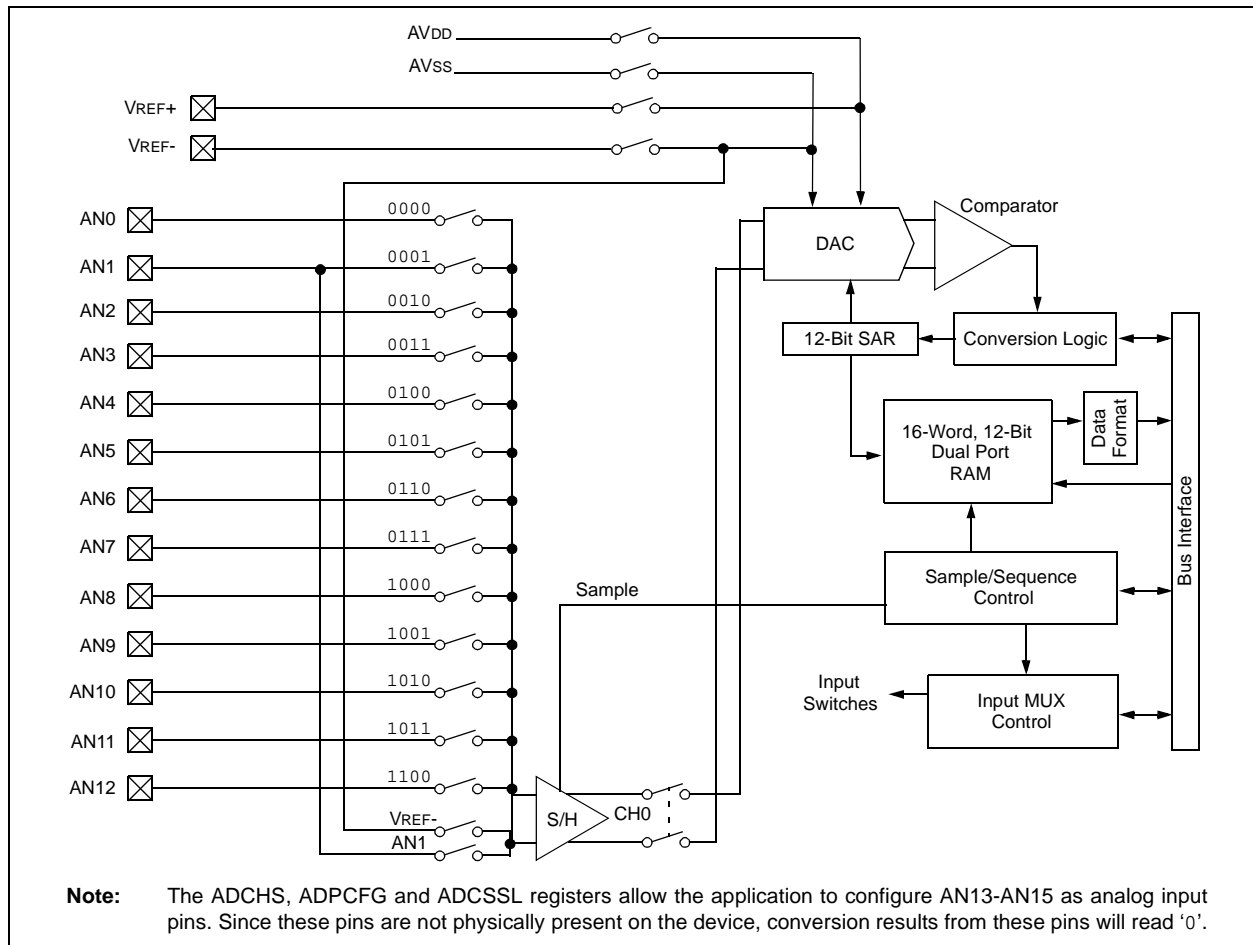 AVDD
AVSS
VREF+
VREF-
AN0
0000
AN1
0001
AN2
0010
AN3
0011
AN4
0100
AN5
0101
AN6
0110
AN7
0111
AN8
1000
AN9
1001
AN10
1010
AN11
1011
AN12
1100
VREF-
AN1
S/H
CH0
DAC
Comparator
12-Bit SAR
Conversion Logic
16-Word, 12-Bit
Dual Port
RAM
Data
Format
Bus Interface
Sample
Sample/Sequence
Control
Input
Switches
Input MUX
Control
Note: The ADCHS, ADPCFG and ADCSSL registers allow the application to configure AN13-AN15 as analog input
pins. Since these pins are not physically present on the device, conversion results from these pins will read ‘0’.